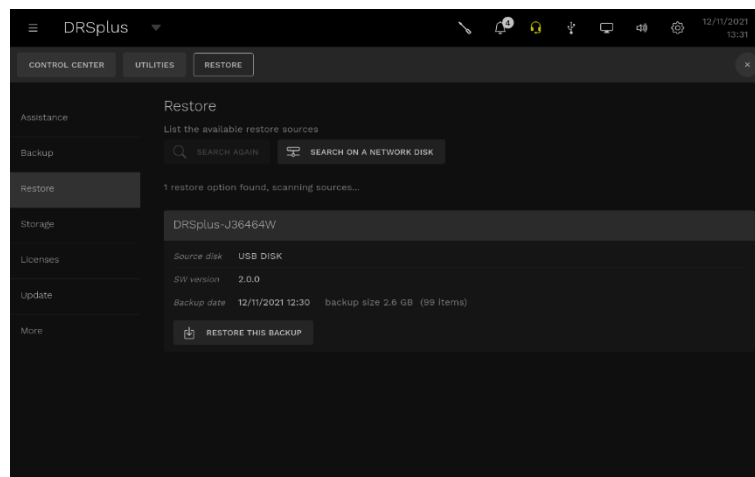 DRSplus
4
12/11/2021
13:31
CONTROL CENTER
UTILITIES
RESTORE
Assistance
Backup
Restore
Storage
Licenses
Update
More
Restore
List the available restore sources
SEARCH AGAIN
SEARCH ON A NETWORK DISK
1 restore option found, scanning sources...
DRSplus-J36464W
Source disk USB DISK
SW version 2.0.0
Backup date 12/11/2021 12:30 backup size 2.6 GB (99 items)
RESTORE THIS BACKUP